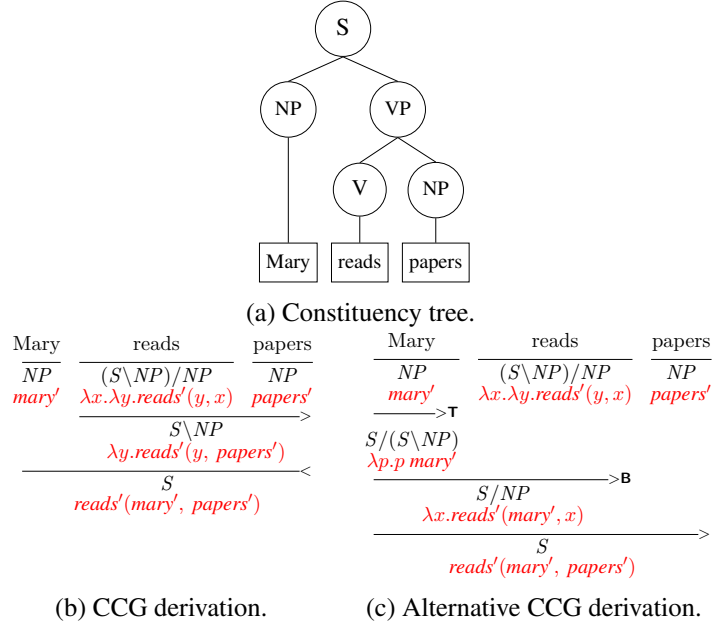 S
NP VP
V NP
Mary reads papers
(a) Constituency tree.
Mary reads papers
NP (S\NP)/NP NP
mary′ λx.λy.reads′(y, x) papers′
>
S\NP
λy.reads′(y, papers′)
<
S
reads′(mary′, papers′)
(b) CCG derivation.
Mary reads papers
NP (S\NP)/NP NP
mary′ λx.λy.reads′(y, x) papers′
>T
S/(S\NP)
λp.p mary′
>B
S/NP
λx.reads′(mary′, x)
>
S
reads′(mary′, papers′)
(c) Alternative CCG derivation.